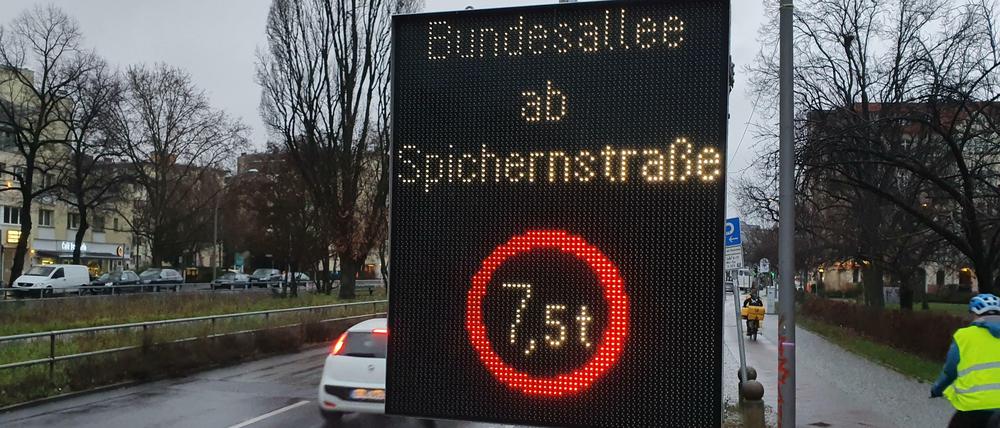 Bundesallee
ab
Spichernstraße
7,5t
P